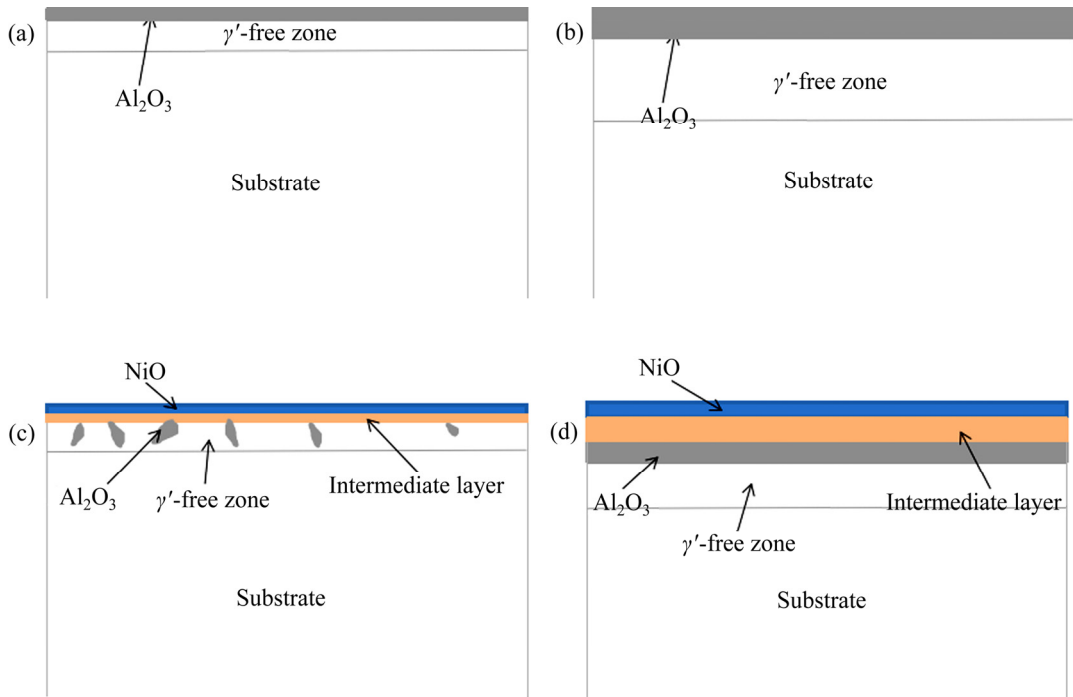 (a)
γ′-free zone
Al₂O₃
Substrate
(b)
γ′-free zone
Al₂O₃
Substrate
(c)
NiO
Al₂O₃
γ′-free zone
Intermediate layer
Substrate
(d)
NiO
Al₂O₃
Intermediate layer
γ′-free zone
Substrate